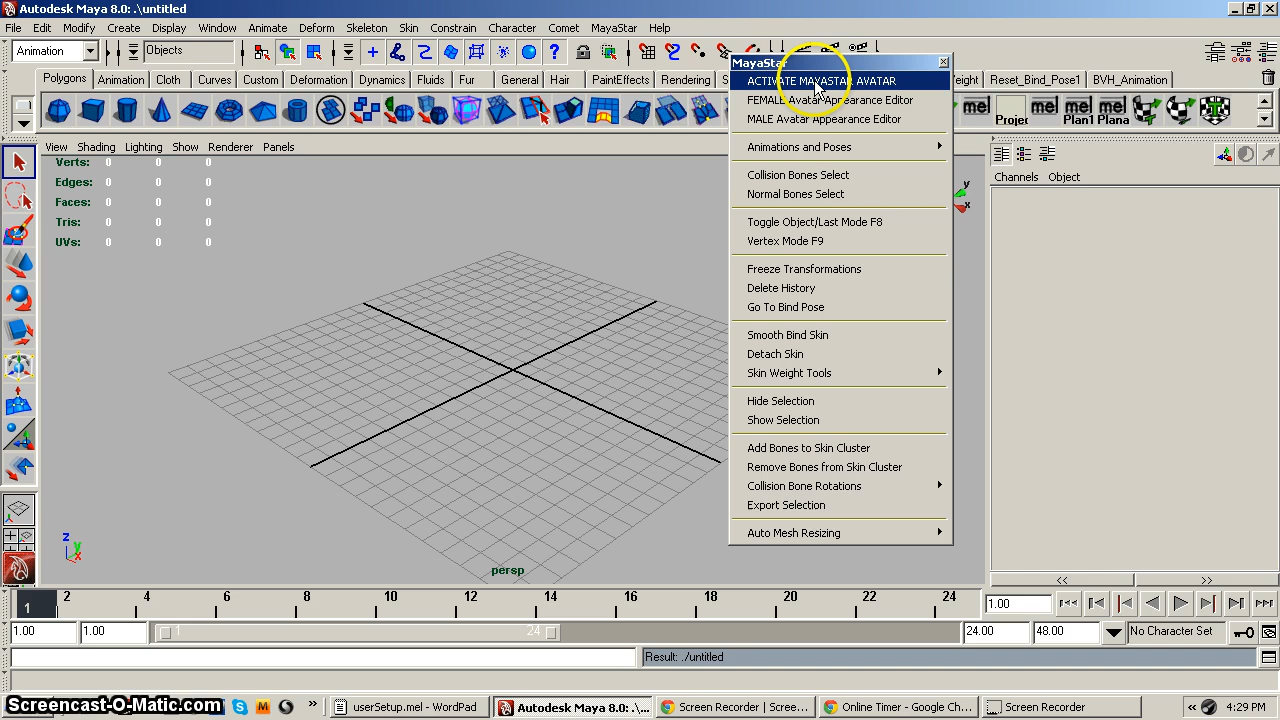 Autodesk Maya 8.0: .\untitled
File Edit Modify Create Display Window Animate Deform Skeleton Skin Constrain Character Comet MayaStar Help
Animation Objects
Polygons Animation Cloth Curves Custom Deformation Dynamics Fluids Fur General Hair PaintEffects Rendering Reset_Bind_Pose1 BVH_Animation
mel Projec mel Plan1 mel Plana
View Shading Lighting Show Renderer Panels
Verts: 0 0 0
Edges: 0 0 0
Faces: 0 0 0
Tris: 0 0 0
UVs: 0 0 0
MayaStar
ACTIVATE MAYASTAR AVATAR
FEMALE Avatar Appearance Editor
MALE Avatar Appearance Editor
Animations and Poses
Collision Bones Select
Normal Bones Select
Toggle Object/Last Mode F8
Vertex Mode F9
Freeze Transformations
Delete History
Go To Bind Pose
Smooth Bind Skin
Detach Skin
Skin Weight Tools
Hide Selection
Show Selection
Add Bones to Skin Cluster
Remove Bones from Skin Cluster
Collision Bone Rotations
Export Selection
Auto Mesh Resizing
Channels Object
y
x
z
y
x
persp
<< >>
1 2 4 6 8 10 12 14 16 18 20 22 24 1.00
1.00 1.00 1 24 24.00 48.00 No Character Set
Result: ./untitled
Screencast-O-Matic.com
» userSetup.mel - WordPad Autodesk Maya 8.0: .\... Screen Recorder | Scree... Online Timer - Google Ch... Screen Recorder « 4:29 PM